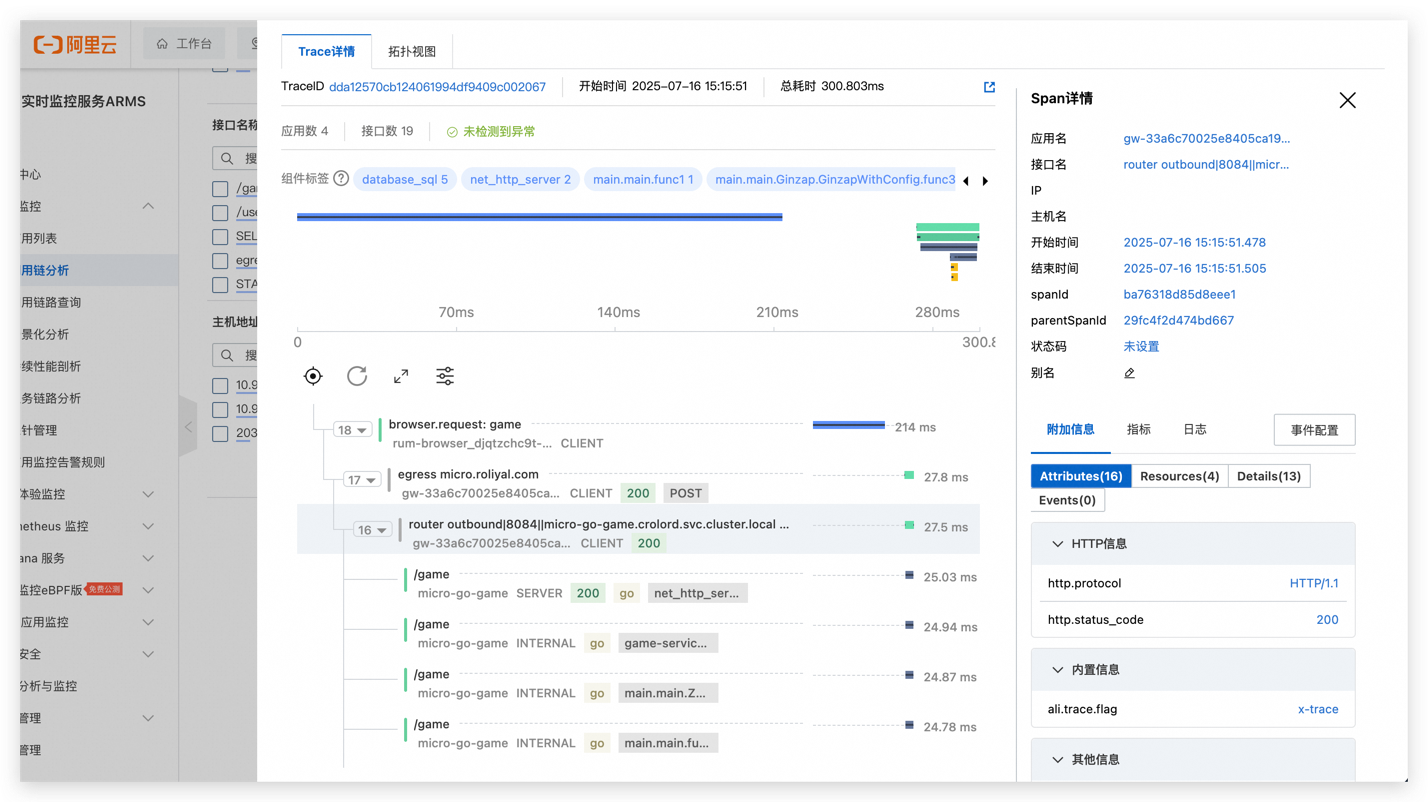 阿里云
工作台
实时监控服务ARMS
中心
监控
用列表
用链分析
用链路查询
景化分析
续性能剖析
务链路分析
针管理
用监控告警规则
体验监控
netheus 监控
ana 服务
监控eBPF版 免费公测
应用监控
安全
分析与监控
管理
管理
接口名称
搜
/gar
/use
SEL
egre
STA
主机地址
搜
10.9
10.9
203
Trace详情
拓扑视图
TraceID dda12570cb124061994df9409c002067
开始时间 2025-07-16 15:15:51
总耗时 300.803ms
应用数 4
接口数 19
未检测到异常
组件标签 ? database_sql 5 net_http_server 2 main.main.func1 1 main.main.Ginzap.GinzapWithConfig.func3
70ms 140ms 210ms 280ms
0 300.8
18 browser.request: game 214 ms
rum-browser_djqtzchc9t-... CLIENT
17 egress micro.roliyal.com 27.8 ms
gw-33a6c70025e8405ca... CLIENT 200 POST
16 router outbound|8084||micro-go-game.crolord.svc.cluster.local ... 27.5 ms
gw-33a6c70025e8405ca... CLIENT 200
/game 25.03 ms
micro-go-game SERVER 200 go net_http_ser...
/game 24.94 ms
micro-go-game INTERNAL go game-servic...
/game 24.87 ms
micro-go-game INTERNAL go main.main.Z...
/game 24.78 ms
micro-go-game INTERNAL go main.main.fu...
Span详情
应用名 gw-33a6c70025e8405ca19...
接口名 router outbound|8084||micr...
IP
主机名
开始时间 2025-07-16 15:15:51.478
结束时间 2025-07-16 15:15:51.505
spanId ba76318d85d8eee1
parentSpanId 29fc4f2d474bd667
状态码 未设置
别名
附加信息 指标 日志 事件配置
Attributes(16) Resources(4) Details(13)
Events(0)
HTTP信息
http.protocol HTTP/1.1
http.status_code 200
内置信息
ali.trace.flag x-trace
其他信息